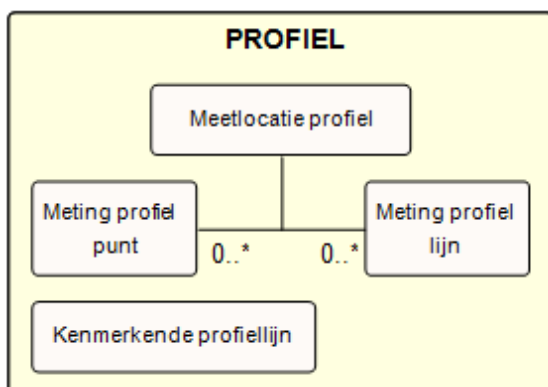 PROFIEL
Meetlocatie profiel
Meting profiel
punt
Meting profiel
lijn
0..*
0..*
Kenmerkende profiellijn